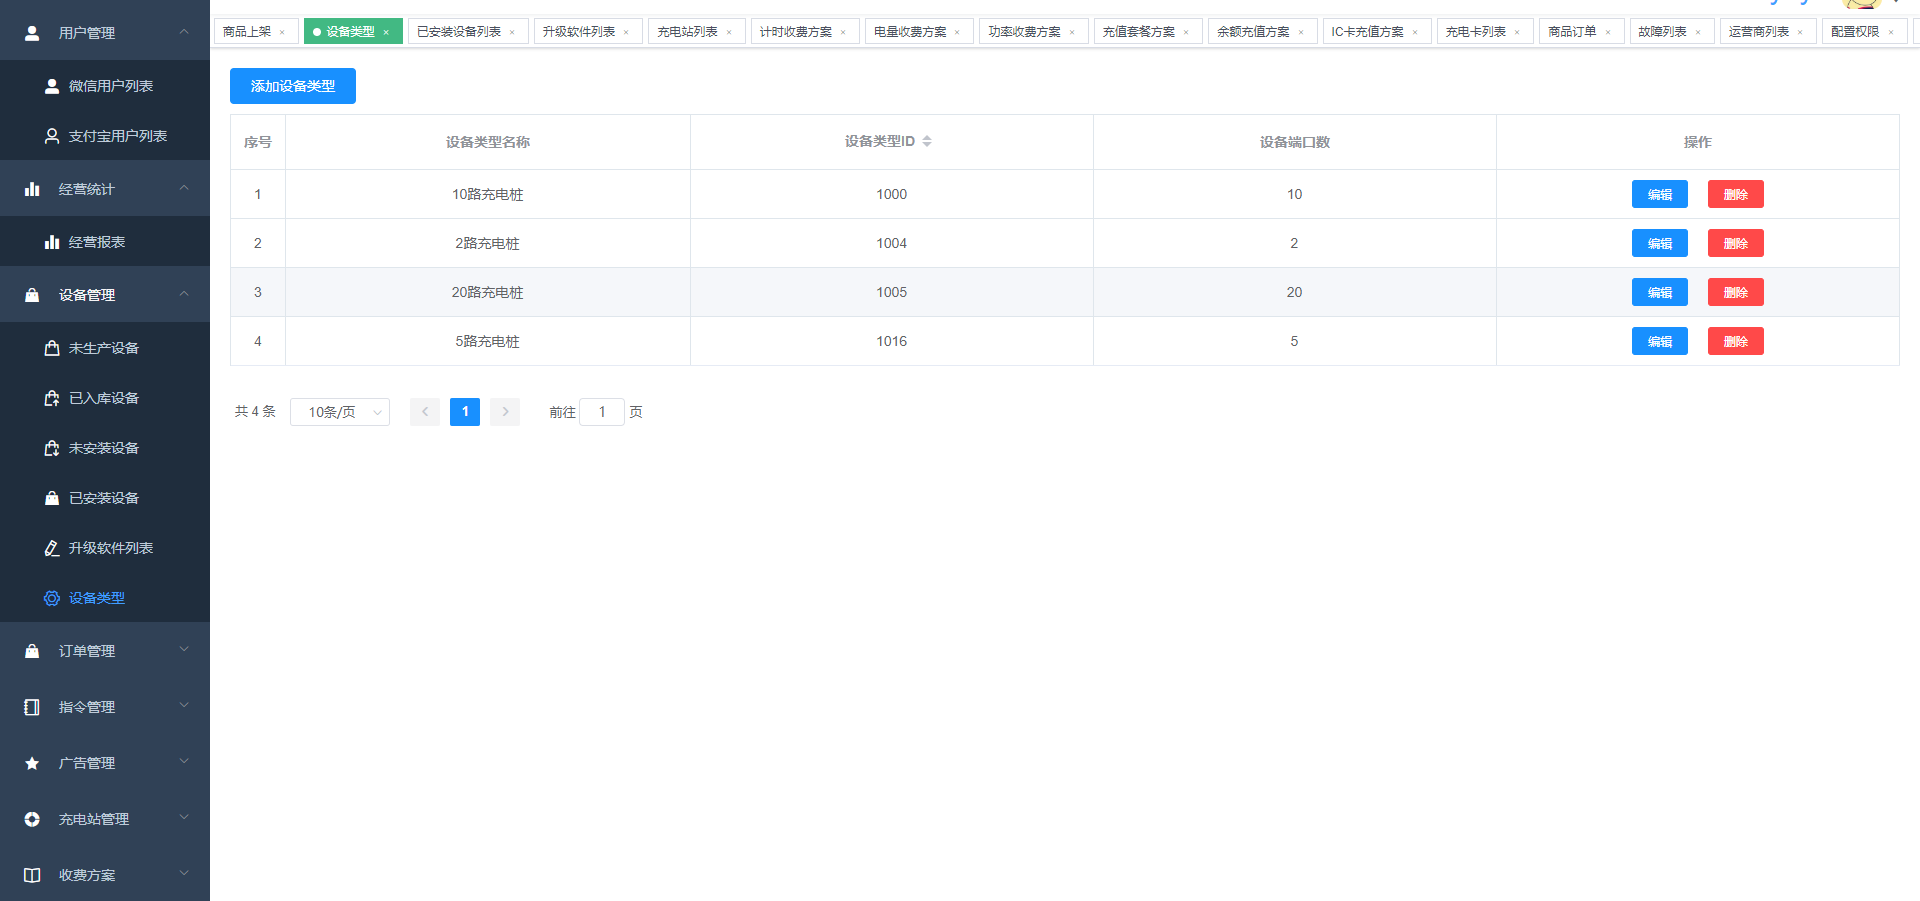 用户管理
微信用户列表
支付宝用户列表
经营统计
经营报表
设备管理
未生产设备
已入库设备
未安装设备
已安装设备
升级软件列表
设备类型
订单管理
指令管理
广告管理
充电站管理
收费方案
商品上架 × 设备类型 × 已安装设备列表 × 升级软件列表 × 充电站列表 × 计时收费方案 × 电量收费方案 × 功率收费方案 × 充值套餐方案 × 余额充值方案 × IC卡充值方案 × 充电卡列表 × 商品订单 × 故障列表 × 运营商列表 × 配置权限 ×
添加设备类型
序号 设备类型名称 设备类型ID 设备端口数 操作
1 10路充电桩 1000 10 编辑 删除
2 2路充电桩 1004 2 编辑 删除
3 20路充电桩 1005 20 编辑 删除
4 5路充电桩 1016 5 编辑 删除
共 4 条 10条/页 1 前往 1 页